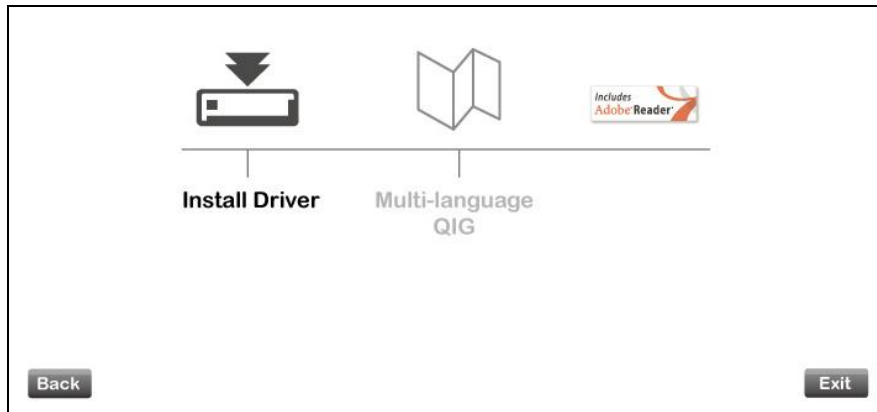 Includes
Adobe® Reader®
Install Driver
Multi-language
QIG
Back
Exit